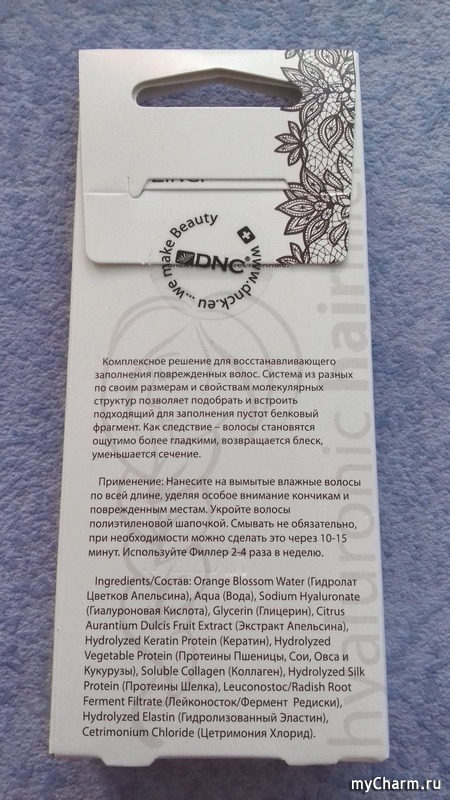 DNC
...we make Beauty
www.dnck.eu
DNC®
Комплексное решение для восстанавливающего
заполнения поврежденных волос. Система из разных
по своим размерам и свойствам молекулярных
структур позволяет подобрать и встроить
подходящий для заполнения пустот белковый
фрагмент. Как следствие – волосы становятся
ощутимо более гладкими, возвращается блеск,
уменьшается сечение.
Применение: Нанесите на вымытые влажные волосы
по всей длине, уделяя особое внимание кончикам и
поврежденным местам. Укройте волосы
полиэтиленовой шапочкой. Смывать не обязательно,
при необходимости можно сделать это через 10-15
минут. Используйте Филлер 2-4 раза в неделю.
Ingredients/Состав: Orange Blossom Water (Гидролат
Цветков Апельсина), Aqua (Вода), Sodium Hyaluronate
(Гиалуроновая Кислота), Glycerin (Глицерин), Citrus
Aurantium Dulcis Fruit Extract (Экстракт Апельсина),
Hydrolyzed Keratin Protein (Кератин), Hydrolyzed
Vegetable Protein (Протеины Пшеницы, Сои, Овса и
Кукурузы), Soluble Collagen (Коллаген), Hydrolyzed Silk
Protein (Протеины Шелка), Leuconostoc/Radish Root
Ferment Filtrate (Лейконосток/Фермент Редиски),
Hydrolyzed Elastin (Гидролизованный Эластин),
Cetrimonium Chloride (Цетримония Хлорид).
hyaluronic hair filler
myCharm.ru